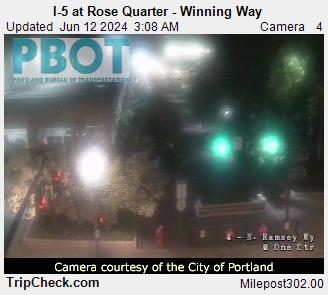 I-5 at Rose Quarter - Winning Way
Updated Jun 12 2024 3:08 AM Camera 4
PBOT
PORTLAND BUREAU OF TRANSPORTATION
4 - N. Ramsey Wy
@ One Ctr
Camera courtesy of the City of Portland
TripCheck.com Milepost302.00